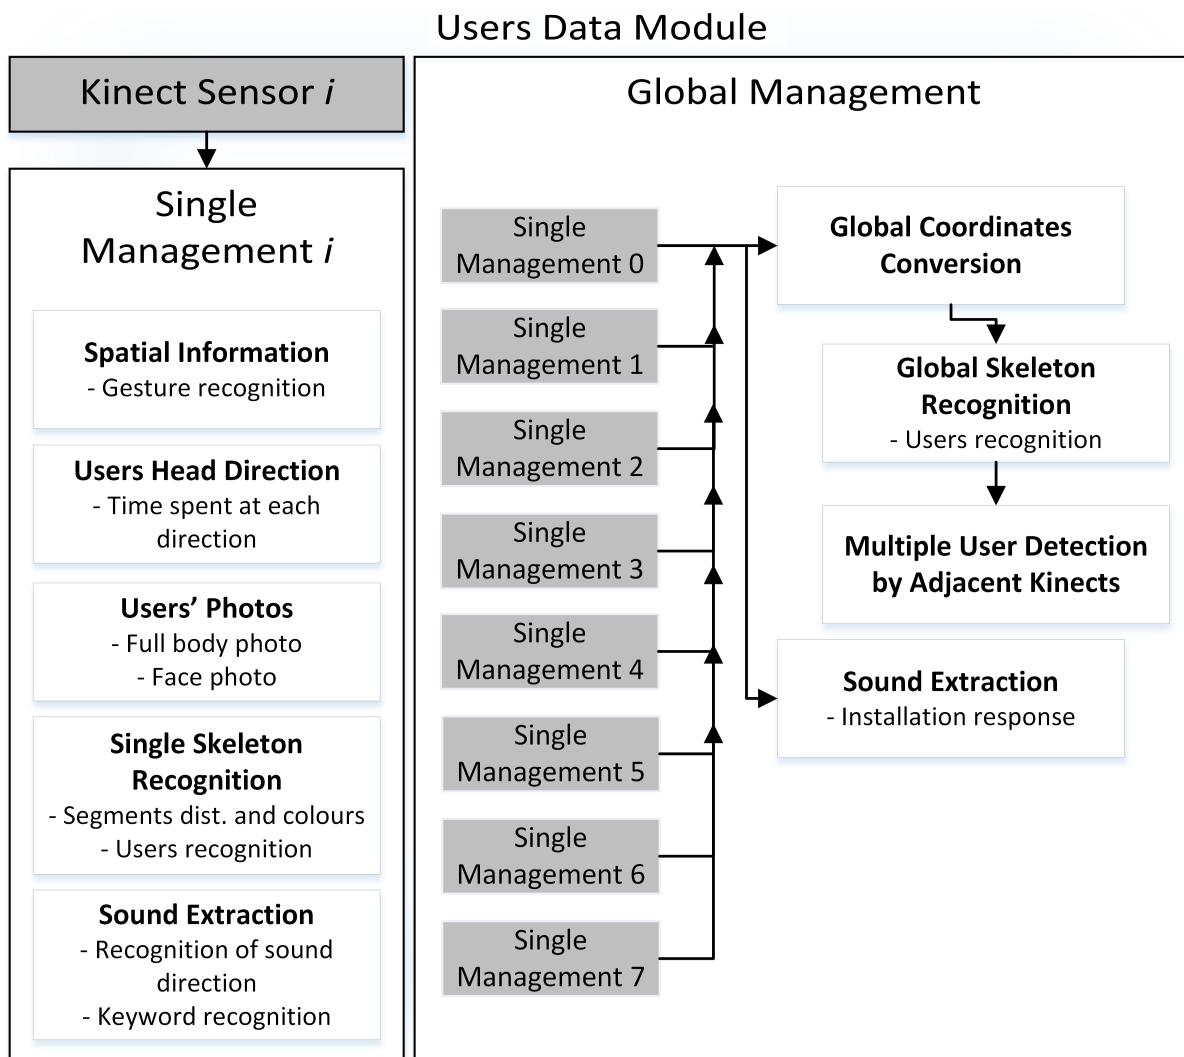 Users Data Module
Kinect Sensor i
Single
Management i
Spatial Information
- Gesture recognition
Users Head Direction
- Time spent at each
direction
Users’ Photos
- Full body photo
- Face photo
Single Skeleton
Recognition
- Segments dist. and colours
- Users recognition
Sound Extraction
- Recognition of sound
direction
- Keyword recognition
Global Management
Single
Management 0
Single
Management 1
Single
Management 2
Single
Management 3
Single
Management 4
Single
Management 5
Single
Management 6
Single
Management 7
Global Coordinates
Conversion
Global Skeleton
Recognition
- Users recognition
Multiple User Detection
by Adjacent Kinects
Sound Extraction
- Installation response